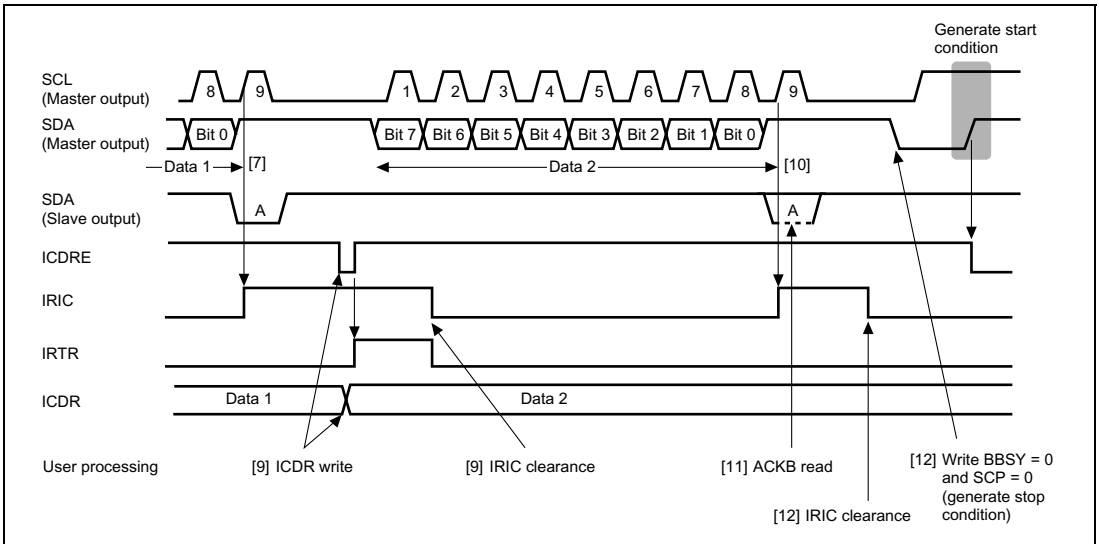 Generate start
condition
SCL
(Master output)
8 9 1 2 3 4 5 6 7 8 9
SDA
(Master output)
Bit 0 Bit 7 Bit 6 Bit 5 Bit 4 Bit 3 Bit 2 Bit 1 Bit 0
Data 1 [7] Data 2 [10]
SDA
(Slave output)
A A
ICDRE
IRIC
IRTR
ICDR
Data 1 Data 2
User processing
[9] ICDR write
[9] IRIC clearance
[11] ACKB read
[12] Write BBSY = 0
and SCP = 0
(generate stop
condition)
[12] IRIC clearance